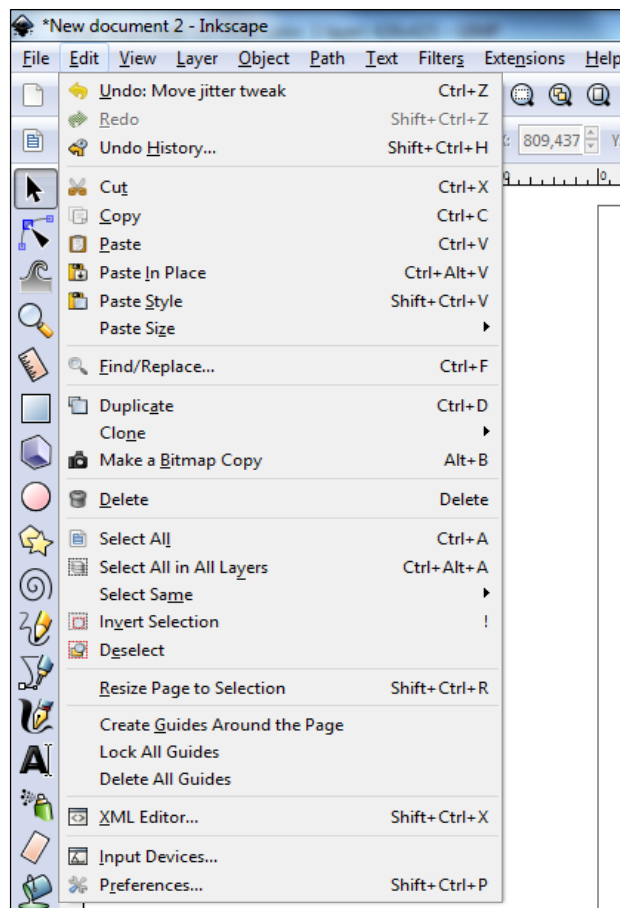 *New document 2 - Inkscape
File Edit View Layer Object Path Text Filters Extensions Help
Undo: Move jitter tweak Ctrl+Z
Redo Shift+Ctrl+Z
Undo History... Shift+Ctrl+H
809,437 Y
Cut Ctrl+X
Copy Ctrl+C
Paste Ctrl+V
Paste In Place Ctrl+Alt+V
Paste Style Shift+Ctrl+V
Paste Size
Find/Replace... Ctrl+F
Duplicate Ctrl+D
Clone
Make a Bitmap Copy Alt+B
Delete Delete
Select All Ctrl+A
Select All in All Layers Ctrl+Alt+A
Select Same
Invert Selection !
Deselect
Resize Page to Selection Shift+Ctrl+R
Create Guides Around the Page
Lock All Guides
Delete All Guides
XML Editor... Shift+Ctrl+X
Input Devices...
Preferences... Shift+Ctrl+P